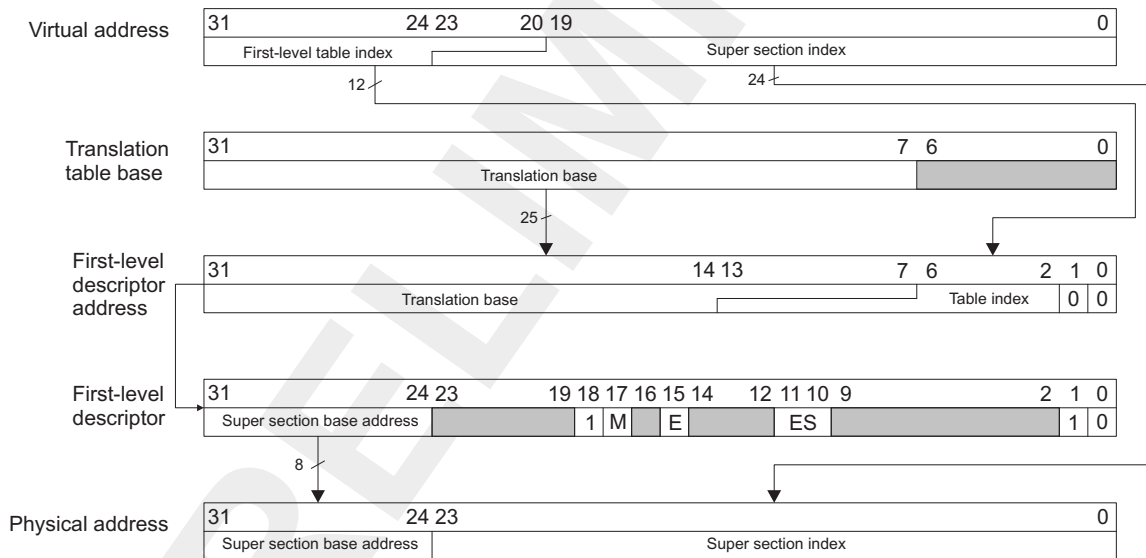 Virtual address
31 24 23 20 19 0
First-level table index Super section index
12 24
Translation table base
31 7 6 0
Translation base
25
First-level descriptor address
31 14 13 7 6 2 1 0
Translation base Table index 0 0
First-level descriptor
31 24 23 19 18 17 16 15 14 12 11 10 9 2 1 0
Super section base address 1 M E ES 1 0
8
Physical address
31 24 23 0
Super section base address Super section index
PRELIM